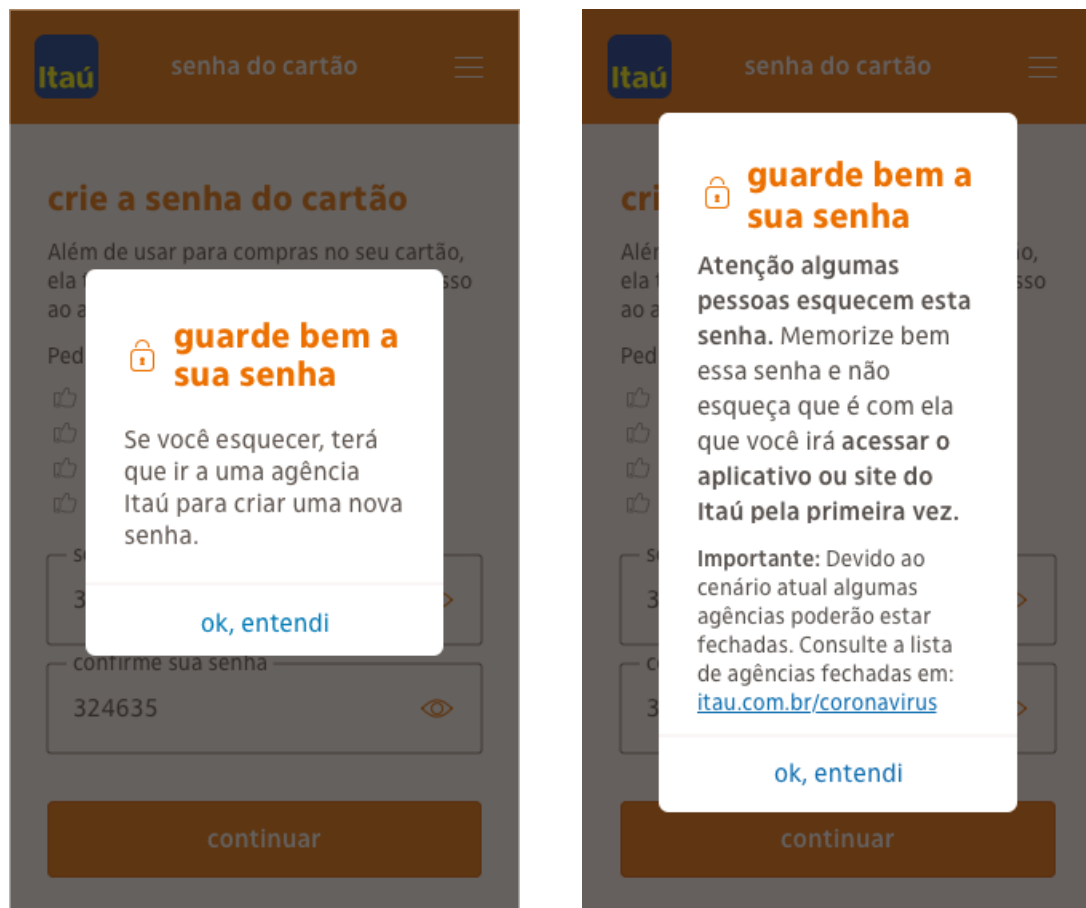 Itaú
senha do cartão
crie a senha do cartão
Além de usar para compras no seu cartão,
ela
sso
ao a
Ped
guarde bem a
sua senha
Se você esquecer, terá
que ir a uma agência
Itaú para criar uma nova
senha.
ok, entendi
3
confirme sua senha
324635
continuar
Itaú
senha do cartão
cri
Alé
ão,
ela
sso
ao a
Ped
guarde bem a
sua senha
Atenção algumas
pessoas esquecem esta
senha. Memorize bem
essa senha e não
esqueça que é com ela
que você irá acessar o
aplicativo ou site do
Itaú pela primeira vez.
Importante: Devido ao
cenário atual algumas
agências poderão estar
fechadas. Consulte a lista
de agências fechadas em:
itau.com.br/coronavirus
ok, entendi
3
3
continuar